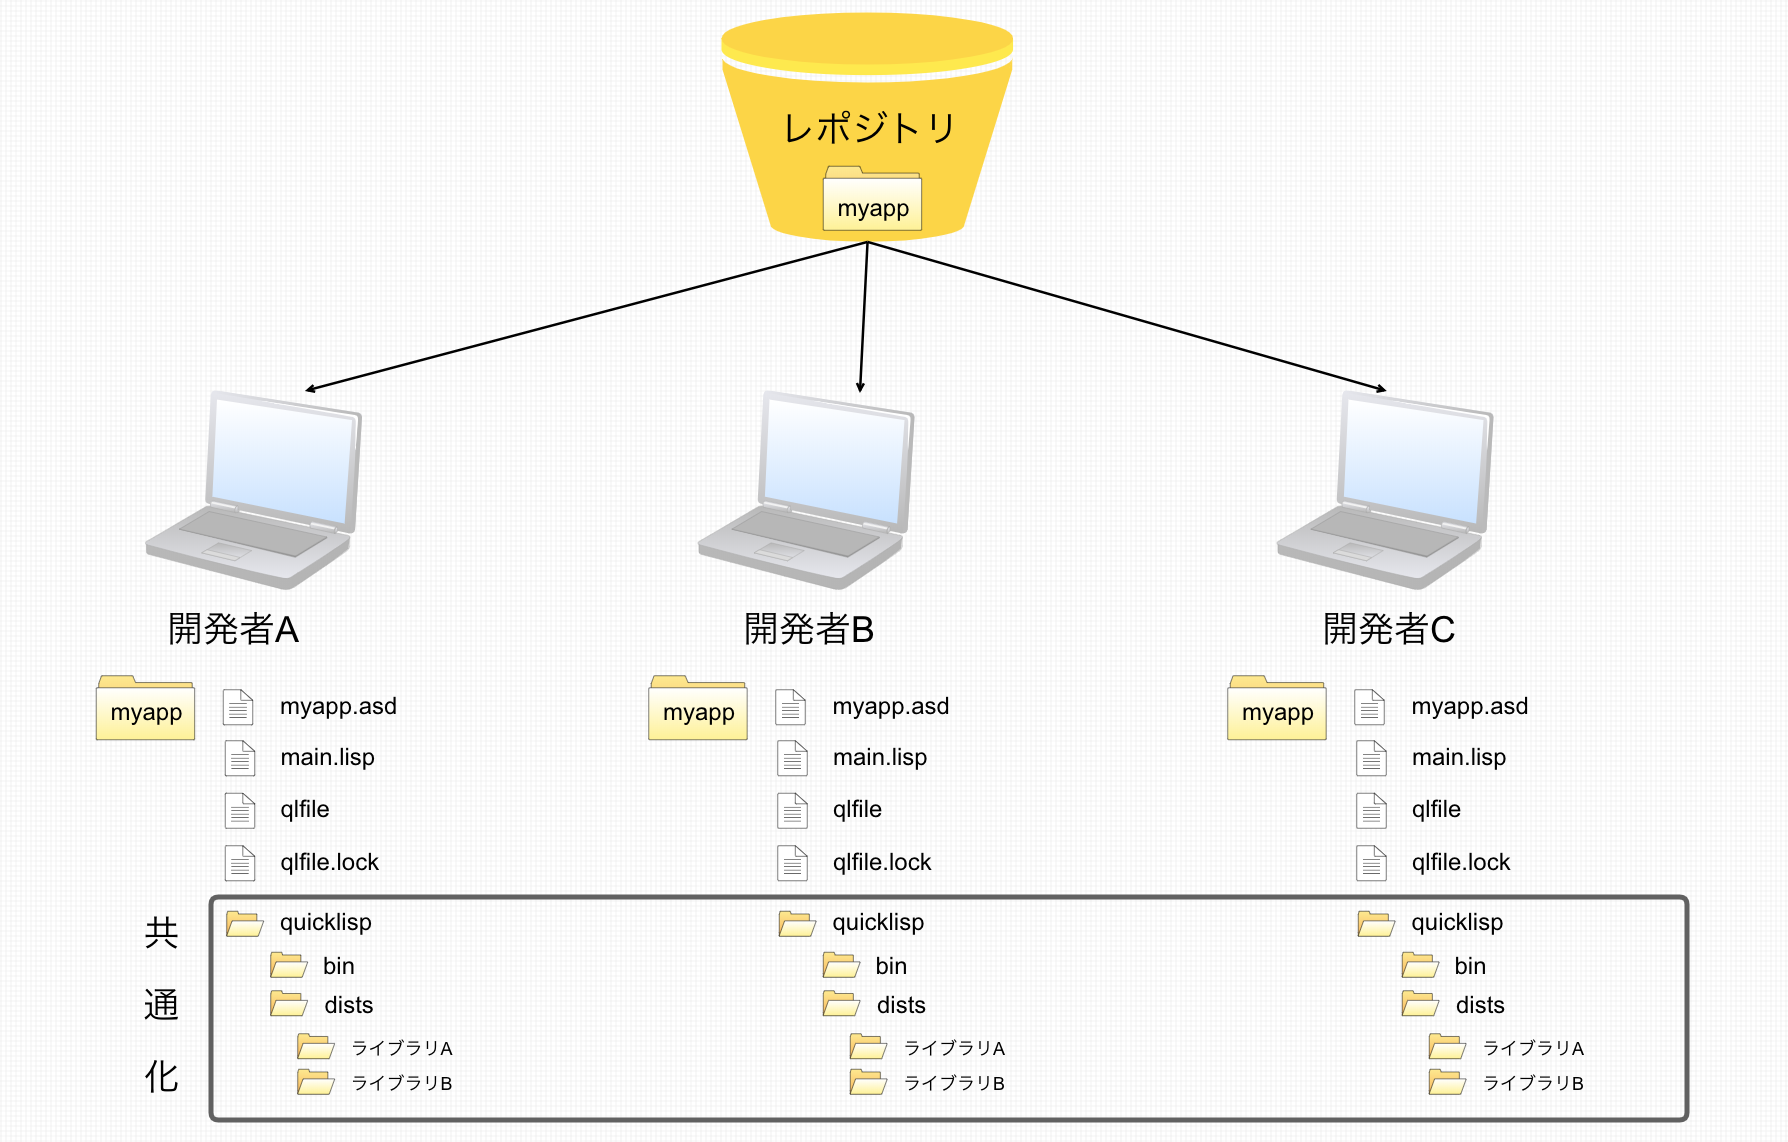 レポジトリ
myapp
開発者A
開発者B
開発者C
myapp
myapp.asd
main.lisp
qlfile
qlfile.lock
myapp
myapp.asd
main.lisp
qlfile
qlfile.lock
myapp
myapp.asd
main.lisp
qlfile
qlfile.lock
共
通
化
quicklisp
bin
dists
ライブラリA
ライブラリB
quicklisp
bin
dists
ライブラリA
ライブラリB
quicklisp
bin
dists
ライブラリA
ライブラリB